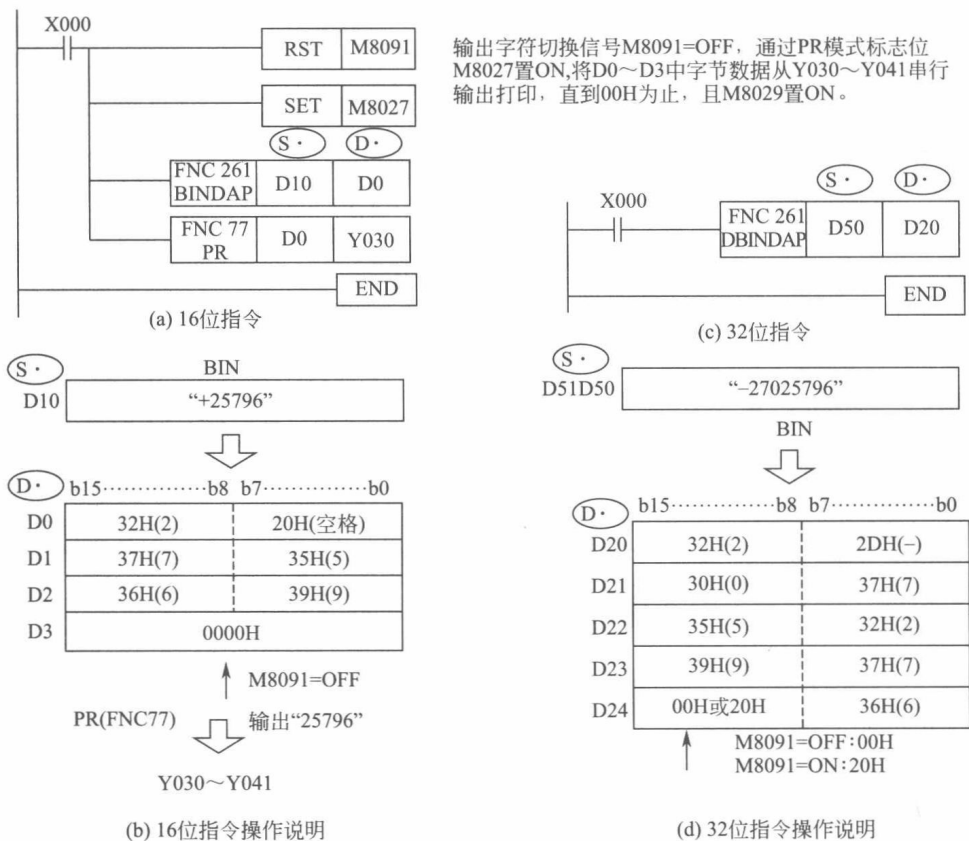 X000
RST M8091
SET M8027
S· D·
FNC 261 BINDAP D10 D0
FNC 77 PR D0 Y030
END
(a) 16位指令
输出字符切换信号M8091=OFF，通过PR模式标志位
M8027置ON,将D0～D3中字节数据从Y030～Y041串行
输出打印，直到00H为止，且M8029置ON。
S· D·
X000
FNC 261 DBINDAP D50 D20
END
(c) 32位指令
S· BIN
D10 “+25796”
D· b15··············b8 b7··············b0
D0 32H(2) 20H(空格)
D1 37H(7) 35H(5)
D2 36H(6) 39H(9)
D3 0000H
M8091=OFF
PR(FNC77) 输出“25796”
Y030～Y041
(b) 16位指令操作说明
S·
D51D50 “–27025796”
BIN
D· b15··············b8 b7··············b0
D20 32H(2) 2DH(–)
D21 30H(0) 37H(7)
D22 35H(5) 32H(2)
D23 39H(9) 37H(7)
D24 00H或20H 36H(6)
M8091=OFF:00H
M8091=ON:20H
(d) 32位指令操作说明